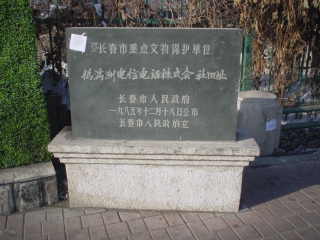 长春市重点文物保护单位
伪满洲电信电话株式会社旧址
长春市人民政府
一九八五年十二月十八日公布
长春市人民政府立